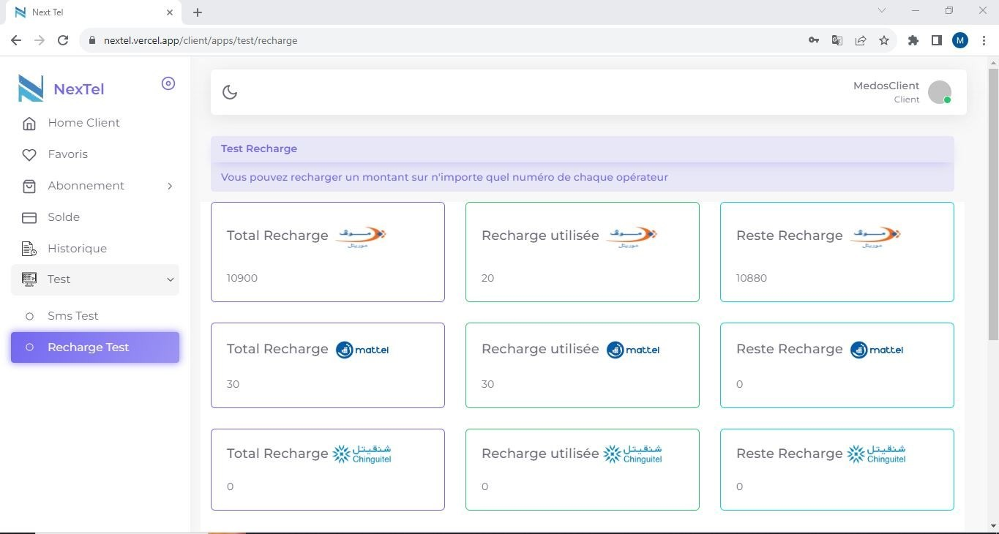 Next Tel
nextel.vercel.app/client/apps/test/recharge
M
NexTel
MedosClient
Client
Home Client
Favoris
Abonnement
Solde
Historique
Test
Sms Test
Recharge Test
Test Recharge
Vous pouvez recharger un montant sur n'importe quel numéro de chaque opérateur
Total Recharge موڤ موريتل
10900
Recharge utilisée موڤ موريتل
20
Reste Recharge موڤ موريتل
10880
Total Recharge mattel
30
Recharge utilisée mattel
30
Reste Recharge mattel
0
Total Recharge شنقيتل Chinguitel
0
Recharge utilisée شنقيتل Chinguitel
0
Reste Recharge شنقيتل Chinguitel
0